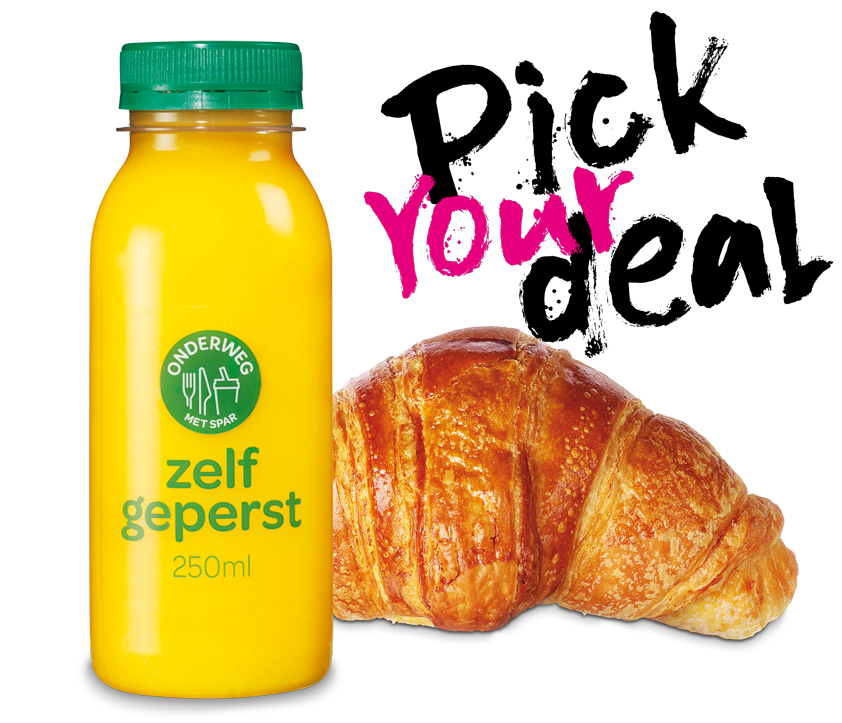 Pick
your
deal
ONDERWEG
MET SPAR
zelf
geperst
250ml